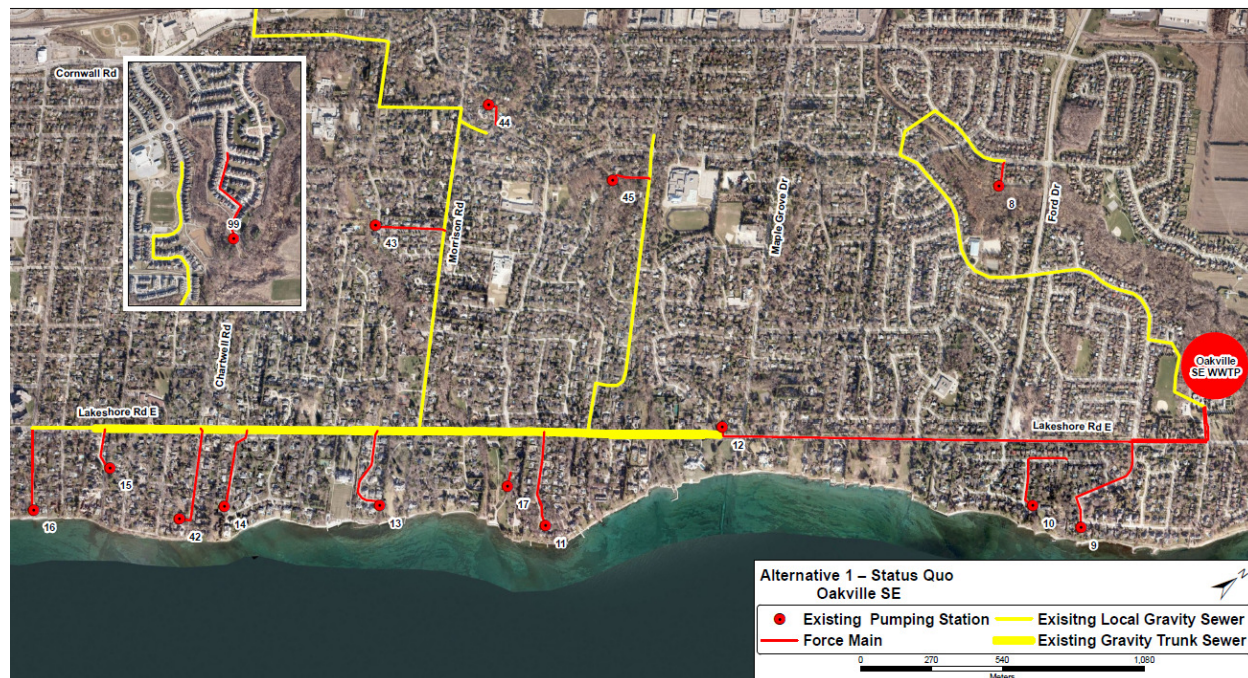 Cornwall Rd
44
99
43
45
Morrison Rd
Maple Grove Dr
8
Ford Dr
Chartwell Rd
Oakville
SE WWTP
Lakeshore Rd E
12
Lakeshore Rd E
15
16
42
14
13
17
11
10
9
Alternative 1 – Status Quo
Oakville SE
N
Existing Pumping Station
Exisitng Local Gravity Sewer
Force Main
Existing Gravity Trunk Sewer
0 270 540 1,080
Meters